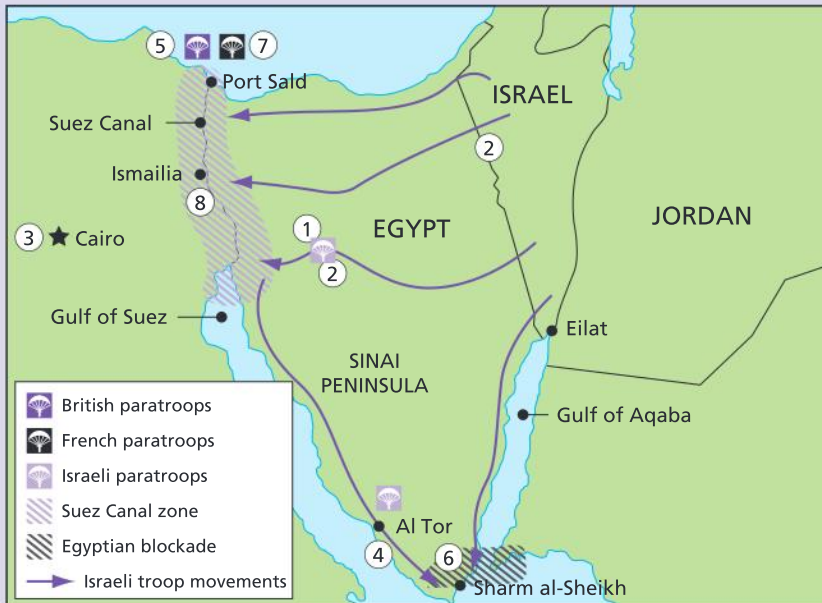 5
7
Port Sald
ISRAEL
Suez Canal
2
Ismailia
8
1
EGYPT
JORDAN
3
Cairo
2
Gulf of Suez
Eilat
SINAI
PENINSULA
Gulf of Aqaba
British paratroops
French paratroops
Israeli paratroops
Suez Canal zone
Egyptian blockade
Israeli troop movements
Al Tor
4
6
Sharm al-Sheikh